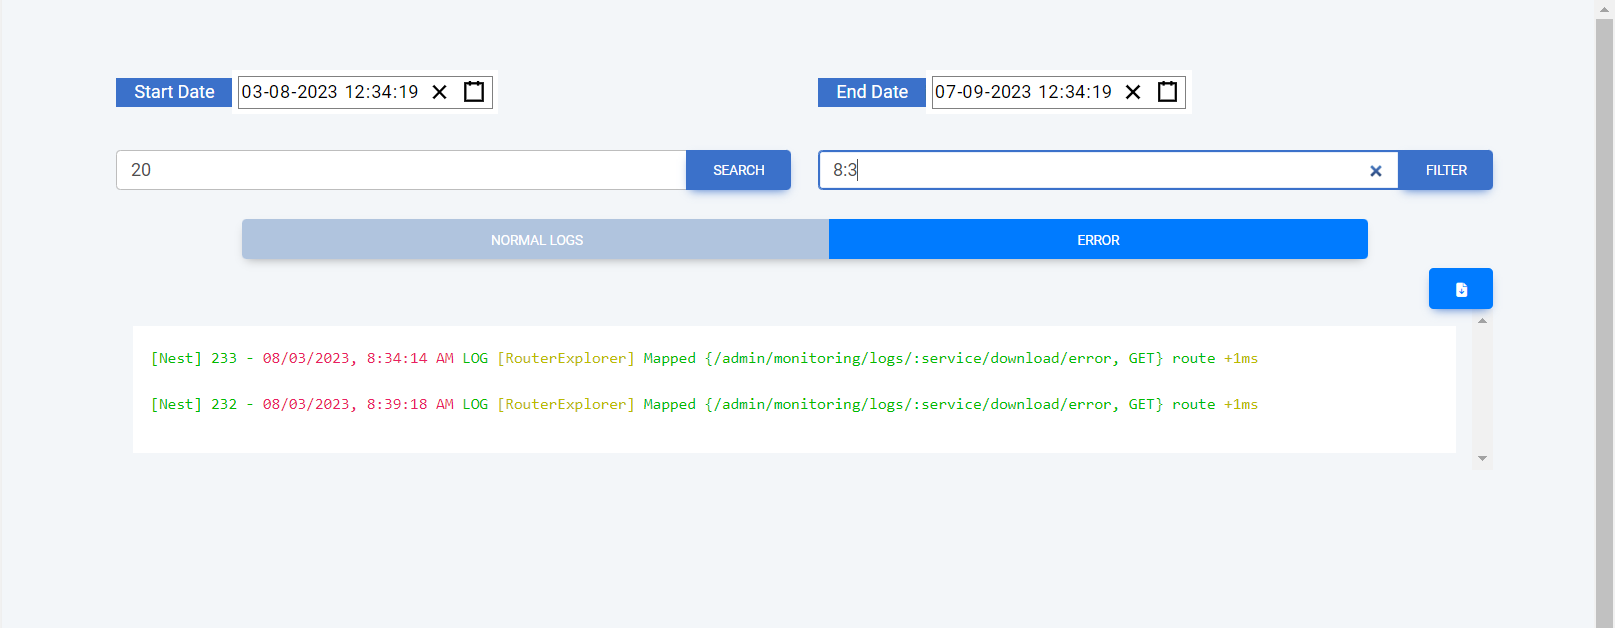 Start Date 03-08-2023 12:34:19
End Date 07-09-2023 12:34:19
20 SEARCH
8:3 FILTER
NORMAL LOGS ERROR
[Nest] 233 - 08/03/2023, 8:34:14 AM LOG [RouterExplorer] Mapped {/admin/monitoring/logs/:service/download/error, GET} route +1ms
[Nest] 232 - 08/03/2023, 8:39:18 AM LOG [RouterExplorer] Mapped {/admin/monitoring/logs/:service/download/error, GET} route +1ms